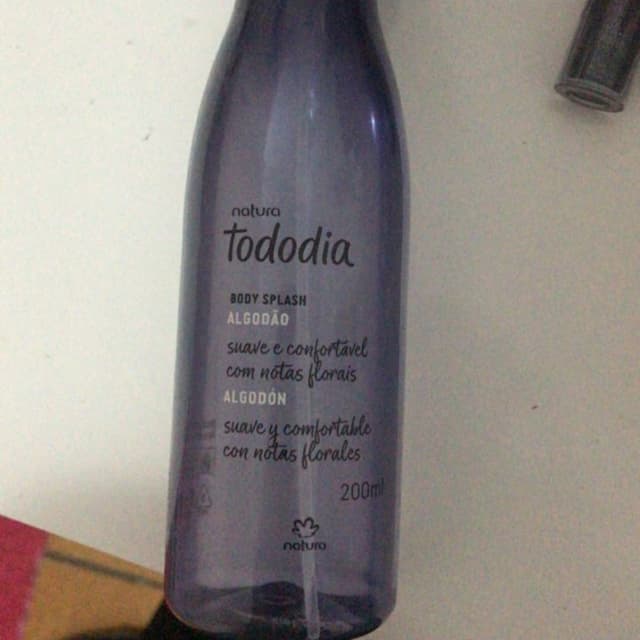 natura
tododia
BODY SPLASH
ALGODÃO
suave e confortável
com notas florais
ALGODÓN
suave y comfortable
con notas florales
200ml
natura